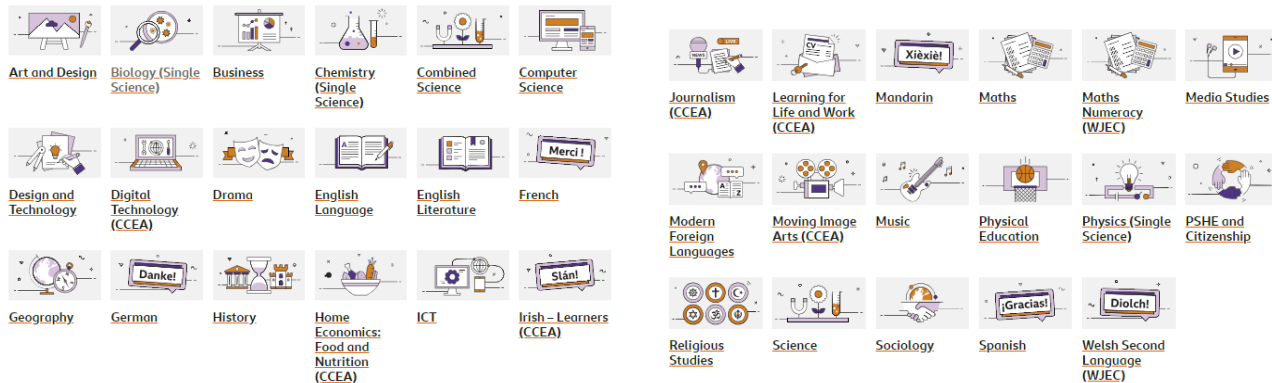 Art and Design
Biology (Single
Science)
Business
Chemistry
(Single
Science)
Combined
Science
Computer
Science
Merci !
Design and
Technology
Digital
Technology
(CCEA)
Drama
English
Language
English
Literature
French
Danke!
Slán!
Geography
German
History
Home
Economics:
Food and
Nutrition
(CCEA)
ICT
Irish – Learners
(CCEA)
NEWS
LIVE
CV
Xièxiè!
Journalism
(CCEA)
Learning for
Life and Work
(CCEA)
Mandarin
Maths
Maths
Numeracy
(WJEC)
Media Studies
A
Z
Modern
Foreign
Languages
Moving Image
Arts (CCEA)
Music
Physical
Education
Physics (Single
Science)
PSHE and
Citizenship
¡Gracias!
Diolch!
Religious
Studies
Science
Sociology
Spanish
Welsh Second
Language
(WJEC)